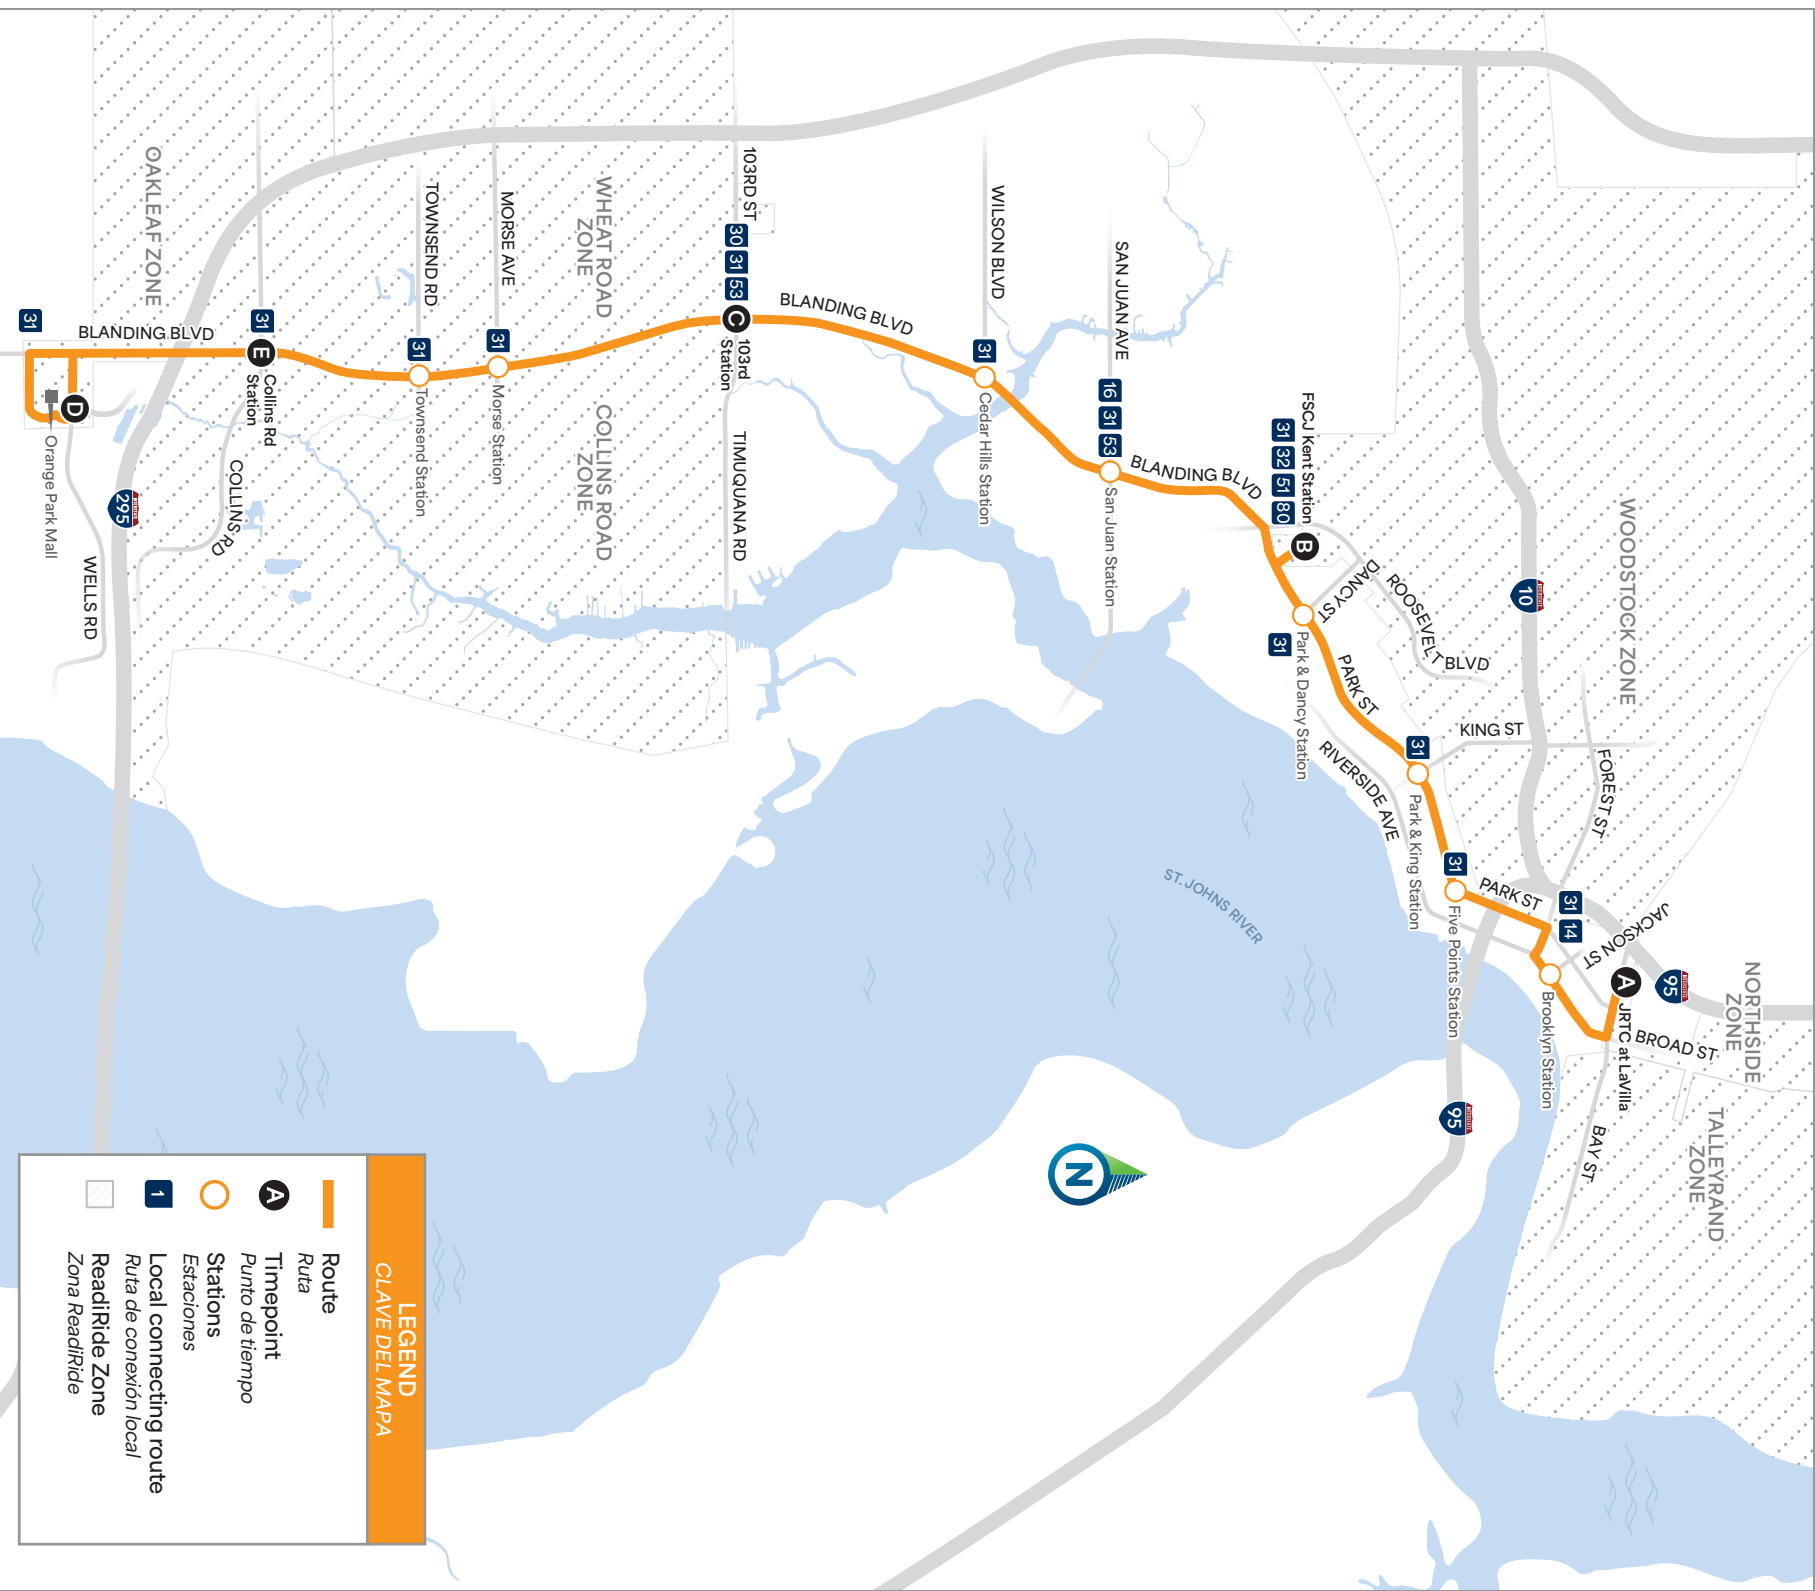 OAKLEAF ZONE
WHEAT ROAD
ZONE
COLLINS ROAD
ZONE
WOODSTOCK ZONE
NORTHSIDE
ZONE
TALLEYRAND
ZONE
103RD ST
30 31 53
C
103rd
Station
TIMUQUANA RD
MORSE AVE
31
Morse Station
TOWNSEND RD
31
Townsend Station
31
E
Collins Rd
Station
COLLINS RD
BLANDING BLVD
31
D
Orange Park Mall
WELLS RD
INTERSTATE
295
BLANDING BLVD
WILSON BLVD
31
Cedar Hills Station
SAN JUAN AVE
16 31 53
San Juan Station
BLANDING BLVD
FSCJ Kent Station
31 32 51 80
B
DANCY ST
ROOSEVELT BLVD
31
Park & Dancy Station
PARK ST
RIVERSIDE AVE
KING ST
31
Park & King Station
31
Five Points Station
PARK ST
FOREST ST
31 14
JACKSON ST
Brooklyn Station
A
JRTC at LaVilla
BROAD ST
BAY ST
INTERSTATE
10
INTERSTATE
95
INTERSTATE
95
ST. JOHNS RIVER
N
LEGEND
CLAVE DEL MAPA
Route
Ruta
A
Timepoint
Punto de tiempo
Stations
Estaciones
1
Local connecting route
Ruta de conexión local
ReadiRide Zone
Zona ReadiRide